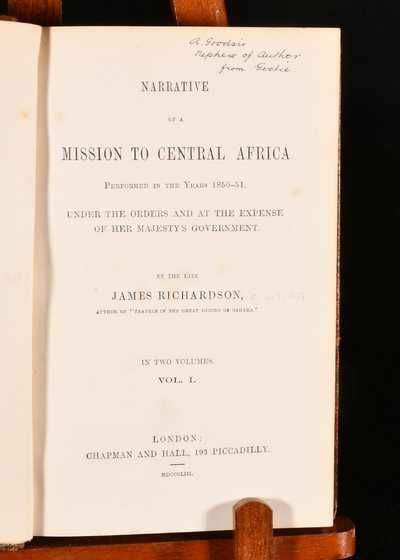 A. Goodsir
Nephew of Author
from Geckie
NARRATIVE
OF A
MISSION TO CENTRAL AFRICA
PERFORMED IN THE YEARS 1850–51,
UNDER THE ORDERS AND AT THE EXPENSE
OF HER MAJESTY'S GOVERNMENT.
BY THE LATE
JAMES RICHARDSON,
AUTHOR OF "TRAVELS IN THE GREAT DESERT OF SAHARA."
IN TWO VOLUMES.
VOL. I.
LONDON:
CHAPMAN AND HALL, 193 PICCADILLY.
MDCCCLIII.